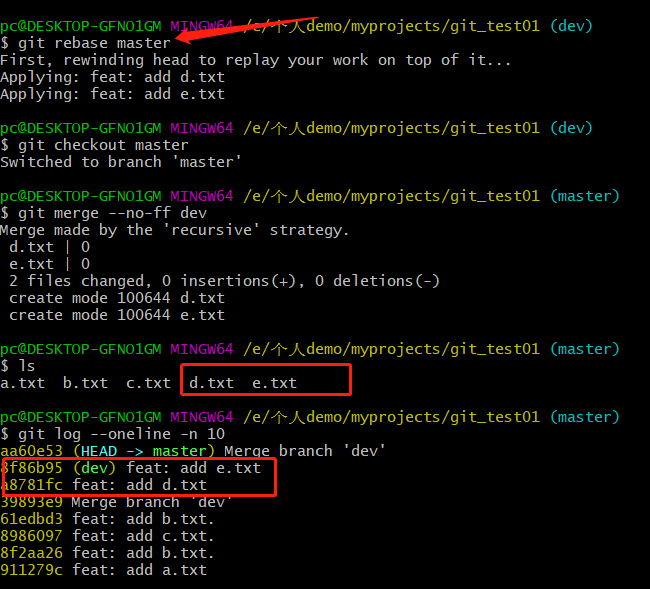 pc@DESKTOP-GFNO1GM MINGW64 /e/个人demo/myprojects/git_test01 (dev)
$ git rebase master
First, rewinding head to replay your work on top of it...
Applying: feat: add d.txt
Applying: feat: add e.txt
pc@DESKTOP-GFNO1GM MINGW64 /e/个人demo/myprojects/git_test01 (dev)
$ git checkout master
Switched to branch 'master'
pc@DESKTOP-GFNO1GM MINGW64 /e/个人demo/myprojects/git_test01 (master)
$ git merge --no-ff dev
Merge made by the 'recursive' strategy.
d.txt | 0
e.txt | 0
2 files changed, 0 insertions(+), 0 deletions(-)
create mode 100644 d.txt
create mode 100644 e.txt
pc@DESKTOP-GFNO1GM MINGW64 /e/个人demo/myprojects/git_test01 (master)
$ ls
a.txt b.txt c.txt d.txt e.txt
pc@DESKTOP-GFNO1GM MINGW64 /e/个人demo/myprojects/git_test01 (master)
$ git log --oneline -n 10
aa60e53 (HEAD -> master) Merge branch 'dev'
8f86b95 (dev) feat: add e.txt
a8781fc feat: add d.txt
39893e9 Merge branch 'dev'
61edbd3 feat: add b.txt.
8986097 feat: add c.txt.
8f2aa26 feat: add b.txt.
911279c feat: add a.txt